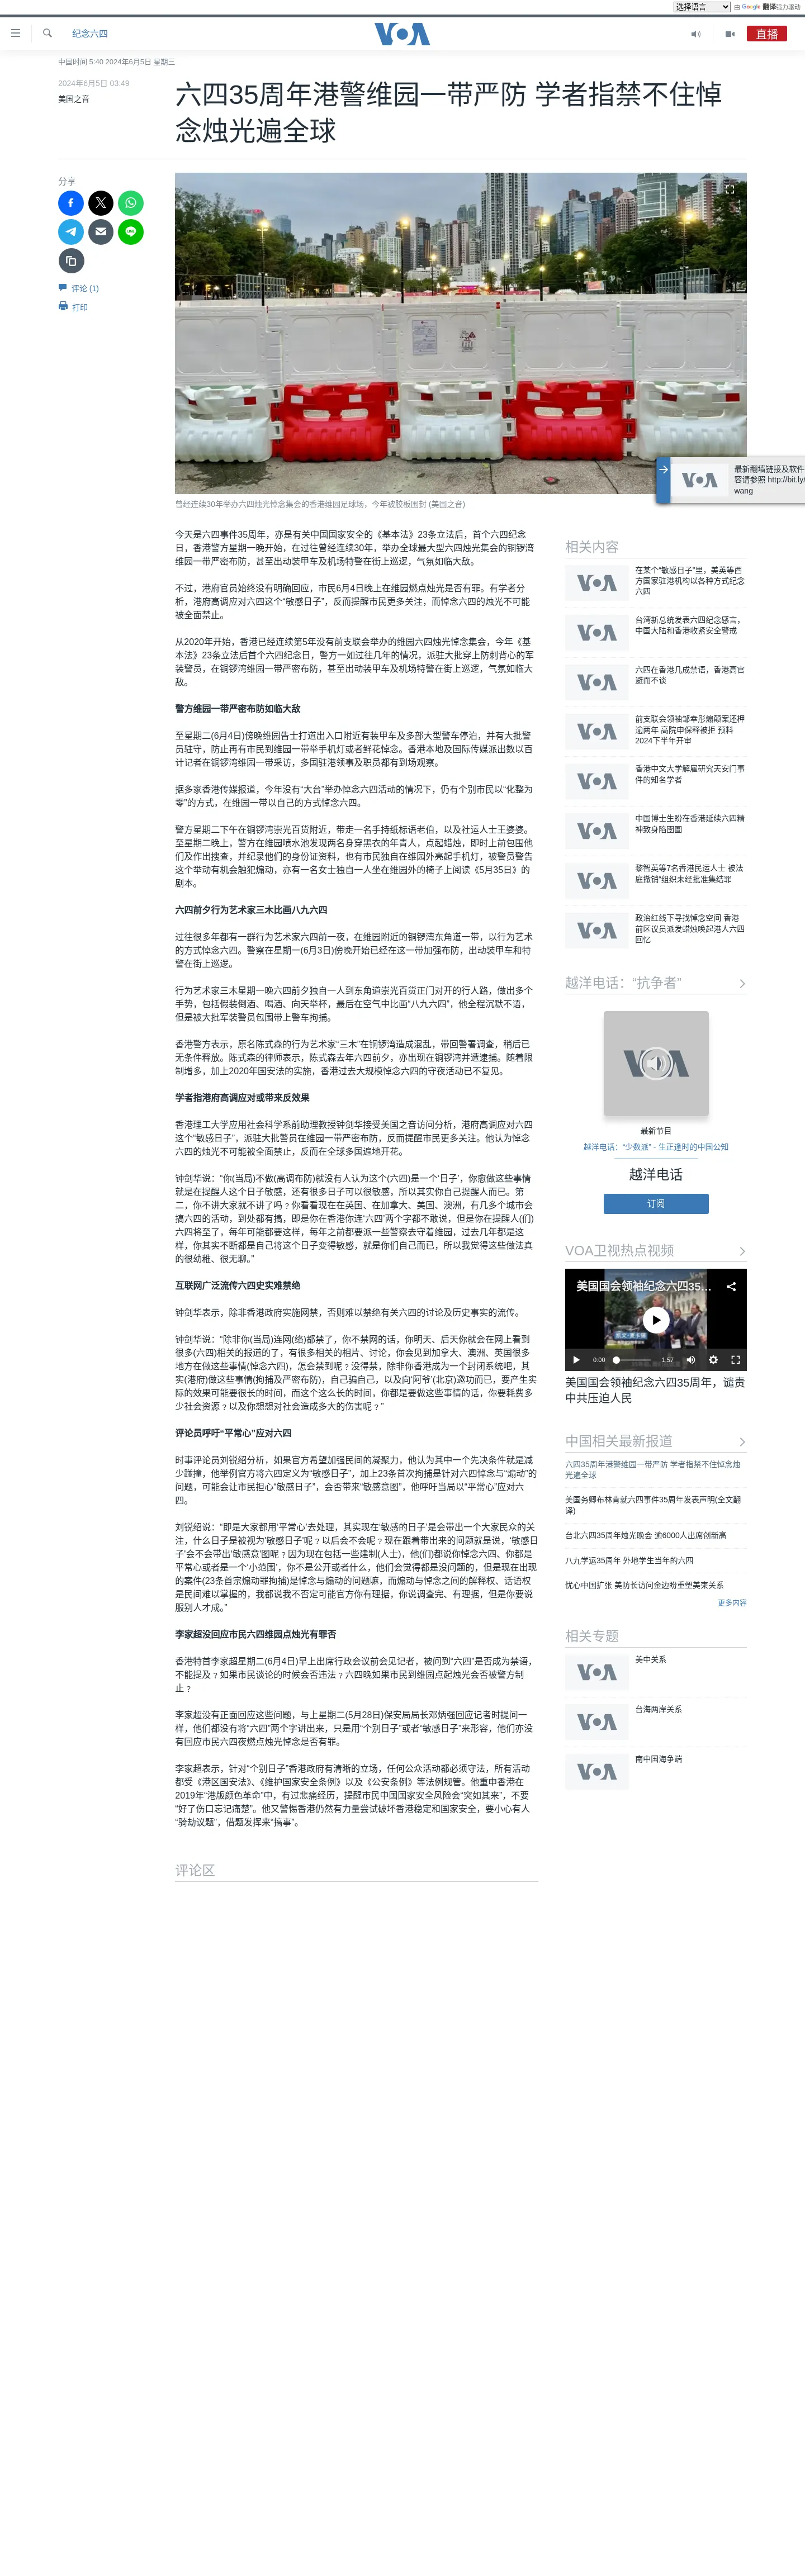 选择语言 由 Google 翻译强力驱动
纪念六四
VOA
直播
中国时间 5:40 2024年6月5日 星期三
2024年6月5日 03:49
美国之音
六四35周年港警维园一带严防 学者指禁不住悼
念烛光遍全球
分享
评论 (1)
打印
曾经连续30年举办六四烛光悼念集会的香港维园足球场，今年被胶板围封 (美国之音)
今天是六四事件35周年，亦是有关中国国家安全的《基本法》23条立法后，首个六四纪念
日，香港警方星期一晚开始，在过往曾经连续30年，举办全球最大型六四烛光集会的铜锣湾
维园一带严密布防，甚至出动装甲车及机场特警在街上巡逻，气氛如临大敌。
不过，港府官员始终没有明确回应，市民6月4日晚上在维园燃点烛光是否有罪。有学者分
析，港府高调应对六四这个“敏感日子”，反而提醒市民更多关注，而悼念六四的烛光不可能
被全面禁止。
从2020年开始，香港已经连续第5年没有前支联会举办的维园六四烛光悼念集会，今年《基
本法》23条立法后首个六四纪念日，警方一如过往几年的情况，派驻大批穿上防刺背心的军
装警员，在铜锣湾维园一带严密布防，甚至出动装甲车及机场特警在街上巡逻，气氛如临大
敌。
警方维园一带严密布防如临大敌
至星期二(6月4日)傍晚维园告士打道出入口附近有装甲车及多部大型警车停泊，并有大批警
员驻守，防止再有市民到维园一带举手机灯或者鲜花悼念。香港本地及国际传媒派出数以百
计记者在铜锣湾维园一带采访，多国驻港领事及职员都有到场观察。
据多家香港传媒报道，今年没有“大台”举办悼念六四活动的情况下，仍有个别市民以“化整为
零”的方式，在维园一带以自己的方式悼念六四。
警方星期二下午在铜锣湾崇光百货附近，带走一名手持纸标语老伯，以及社运人士王婆婆。
至星期二晚上，警方在维园喷水池发现两名身穿黑衣的年青人，点起蜡烛，即时上前包围他
们及作出搜查，并纪录他们的身份证资料，也有市民独自在维园外亮起手机灯，被警员警告
这个举动有机会触犯煽动，亦有一名女士独自一人坐在维园外的椅子上阅读《5月35日》的
剧本。
六四前夕行为艺术家三木比画八九六四
过往很多年都有一群行为艺术家六四前一夜，在维园附近的铜锣湾东角道一带，以行为艺术
的方式悼念六四。警察在星期一(6月3日)傍晚开始已经在这一带加强布防，出动装甲车和特
警在街上巡逻。
行为艺术家三木星期一晚六四前夕独自一人到东角道崇光百货正门对开的行人路，做出多个
手势，包括假装倒酒、喝酒、向天举杯，最后在空气中比画“八九六四”，他全程沉默不语，
但是被大批军装警员包围带上警车拘捕。
香港警方表示，原名陈式森的行为艺术家“三木”在铜锣湾造成混乱，带回警署调查，稍后已
无条件释放。陈式森的律师表示，陈式森去年六四前夕，亦出现在铜锣湾并遭逮捕。随着限
制增多，加上2020年国安法的实施，香港过去大规模悼念六四的守夜活动已不复见。
学者指港府高调应对或带来反效果
香港理工大学应用社会科学系前助理教授钟剑华接受美国之音访问分析，港府高调应对六四
这个“敏感日子”，派驻大批警员在维园一带严密布防，反而提醒市民更多关注。他认为悼念
六四的烛光不可能被全面禁止，反而在全球多国遍地开花。
钟剑华说：“你(当局)不做(高调布防)就没有人认为这个(六四)是一个‘日子’，你愈做这些事情
就是在提醒人这个日子敏感，还有很多日子可以很敏感，所以其实你自己提醒人而已。第
二，你不讲大家就不讲了吗﹖你看看现在在英国、在加拿大、美国、澳洲，有几多个城市会
搞六四的活动，到处都有搞，即是你在香港你连‘六四’两个字都不敢说，但是你在提醒人(们)
六四将至了，每年可能都要这样，每年之前都要派一些警察去守着维园，过去几年都是这
样，你其实不断都是自己将这个日子变得敏感，就是你们自己而已，所以我觉得这些做法真
的很幼稚、很无聊。”
互联网广泛流传六四史实难禁绝
钟剑华表示，除非香港政府实施网禁，否则难以禁绝有关六四的讨论及历史事实的流传。
钟剑华说：“除非你(当局)连网(络)都禁了，你不禁网的话，你明天、后天你就会在网上看到
很多(六四)相关的报道的了，有很多相关的相片、讨论，你会见到加拿大、澳洲、英国很多
地方在做这些事情(悼念六四)，怎会禁到呢﹖没得禁，除非你香港成为一个封闭系统吧，其
实(港府)做这些事情(拘捕及严密布防)，自己骗自己，以及向‘阿爷’(北京)邀功而已，要产生实
际的效果可能要很长的时间，而这个这么长的时间，你都是要做这些事情的话，你要耗费多
少社会资源﹖以及你想想对社会造成多大的伤害呢﹖”
评论员呼吁“平常心”应对六四
时事评论员刘锐绍分析，如果官方希望加强民间的凝聚力，他认为其中一个先决条件就是减
少踫撞，他举例官方将六四定义为“敏感日子”，加上23条首次拘捕是针对六四悼念与“煽动”的
问题，可能会让市民担心“敏感日子”，会否带来“敏感意图”，他呼吁当局以“平常心”应对六
四。
刘锐绍说：“即是大家都用‘平常心’去处理，其实现在‘敏感的日子’是会带出一个大家民众的关
注，什么日子是被视为‘敏感日子’呢﹖以后会不会呢﹖现在跟着带出来的问题就是说，‘敏感日
子’会不会带出‘敏感意’图呢﹖因为现在包括一些建制(人士)，他(们)都说你悼念六四、你都是
平常心或者是一个‘小范围’，你不是公开或者什么，他们会觉得都是没问题的，但是现在出现
的案件(23条首宗煽动罪拘捕)是悼念与煽动的问题嘛，而煽动与悼念之间的解释权、话语权
是民间难以掌握的，我都说我不否定可能官方你有理据，你说调查完、有理据，但是你要说
服别人才成。”
李家超没回应市民六四维园点烛光有罪否
香港特首李家超星期二(6月4日)早上出席行政会议前会见记者，被问到“六四”是否成为禁语，
不能提及﹖如果市民谈论的时候会否违法﹖六四晚如果市民到维园点起烛光会否被警方制
止﹖
李家超没有正面回应这些问题，与上星期二(5月28日)保安局局长邓炳强回应记者时提问一
样，他们都没有将“六四”两个字讲出来，只是用“个别日子”或者“敏感日子”来形容，他们亦没
有回应市民六四夜燃点烛光悼念是否有罪。
李家超表示，针对“个别日子”香港政府有清晰的立场，任何公众活动都必须守法，所有活动
都受《港区国安法》、《维护国家安全条例》以及《公安条例》等法例规管。他重申香港在
2019年“港版颜色革命”中，有过悲痛经历，提醒市民中国国家安全风险会“突如其来”，不要
“好了伤口忘记痛楚”。他又警惕香港仍然有力量尝试破坏香港稳定和国家安全，要小心有人
“骑劫议题”，借题发挥来“搞事”。
评论区
最新翻墙链接及软件
容请参照 http://bit.ly/
wang
相关内容
在某个“敏感日子”里，美英等西
方国家驻港机构以各种方式纪念
六四
台湾新总统发表六四纪念感言，
中国大陆和香港收紧安全警戒
六四在香港几成禁语，香港高官
避而不谈
前支联会领袖邹幸彤煽颠案还柙
逾两年 高院申保释被拒 预料
2024下半年开审
香港中文大学解雇研究天安门事
件的知名学者
中国博士生盼在香港延续六四精
神致身陷囹圄
黎智英等7名香港民运人士 被法
庭撤销“组织未经批准集结罪
政治红线下寻找悼念空间 香港
前区议员派发蜡烛唤起港人六四
回忆
越洋电话：“抗争者”
最新节目
越洋电话：“少数派” - 生正逢时的中国公知
越洋电话
订阅
VOA卫视热点视频
美国国会领袖纪念六四35...
0:00 1:57
美国国会领袖纪念六四35周年，谴责
中共压迫人民
中国相关最新报道
六四35周年港警维园一带严防 学者指禁不住悼念烛
光遍全球
美国务卿布林肯就六四事件35周年发表声明(全文翻
译)
台北六四35周年烛光晚会 逾6000人出席创新高
八九学运35周年 外地学生当年的六四
忧心中国扩张 美防长访问金边盼重塑美柬关系
更多内容
相关专题
美中关系
台海两岸关系
南中国海争端